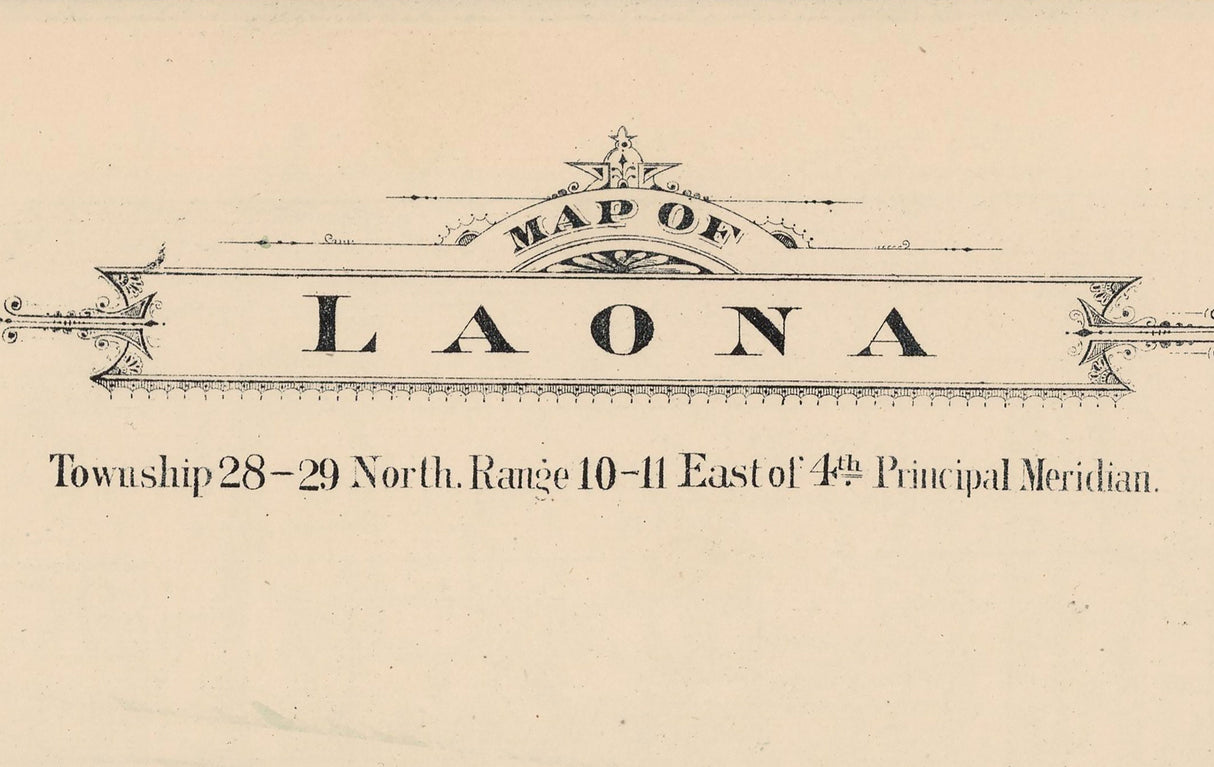 MAP OF
LAONA
Township 28-29 North. Range 10-11 East of 4th Principal Meridian.